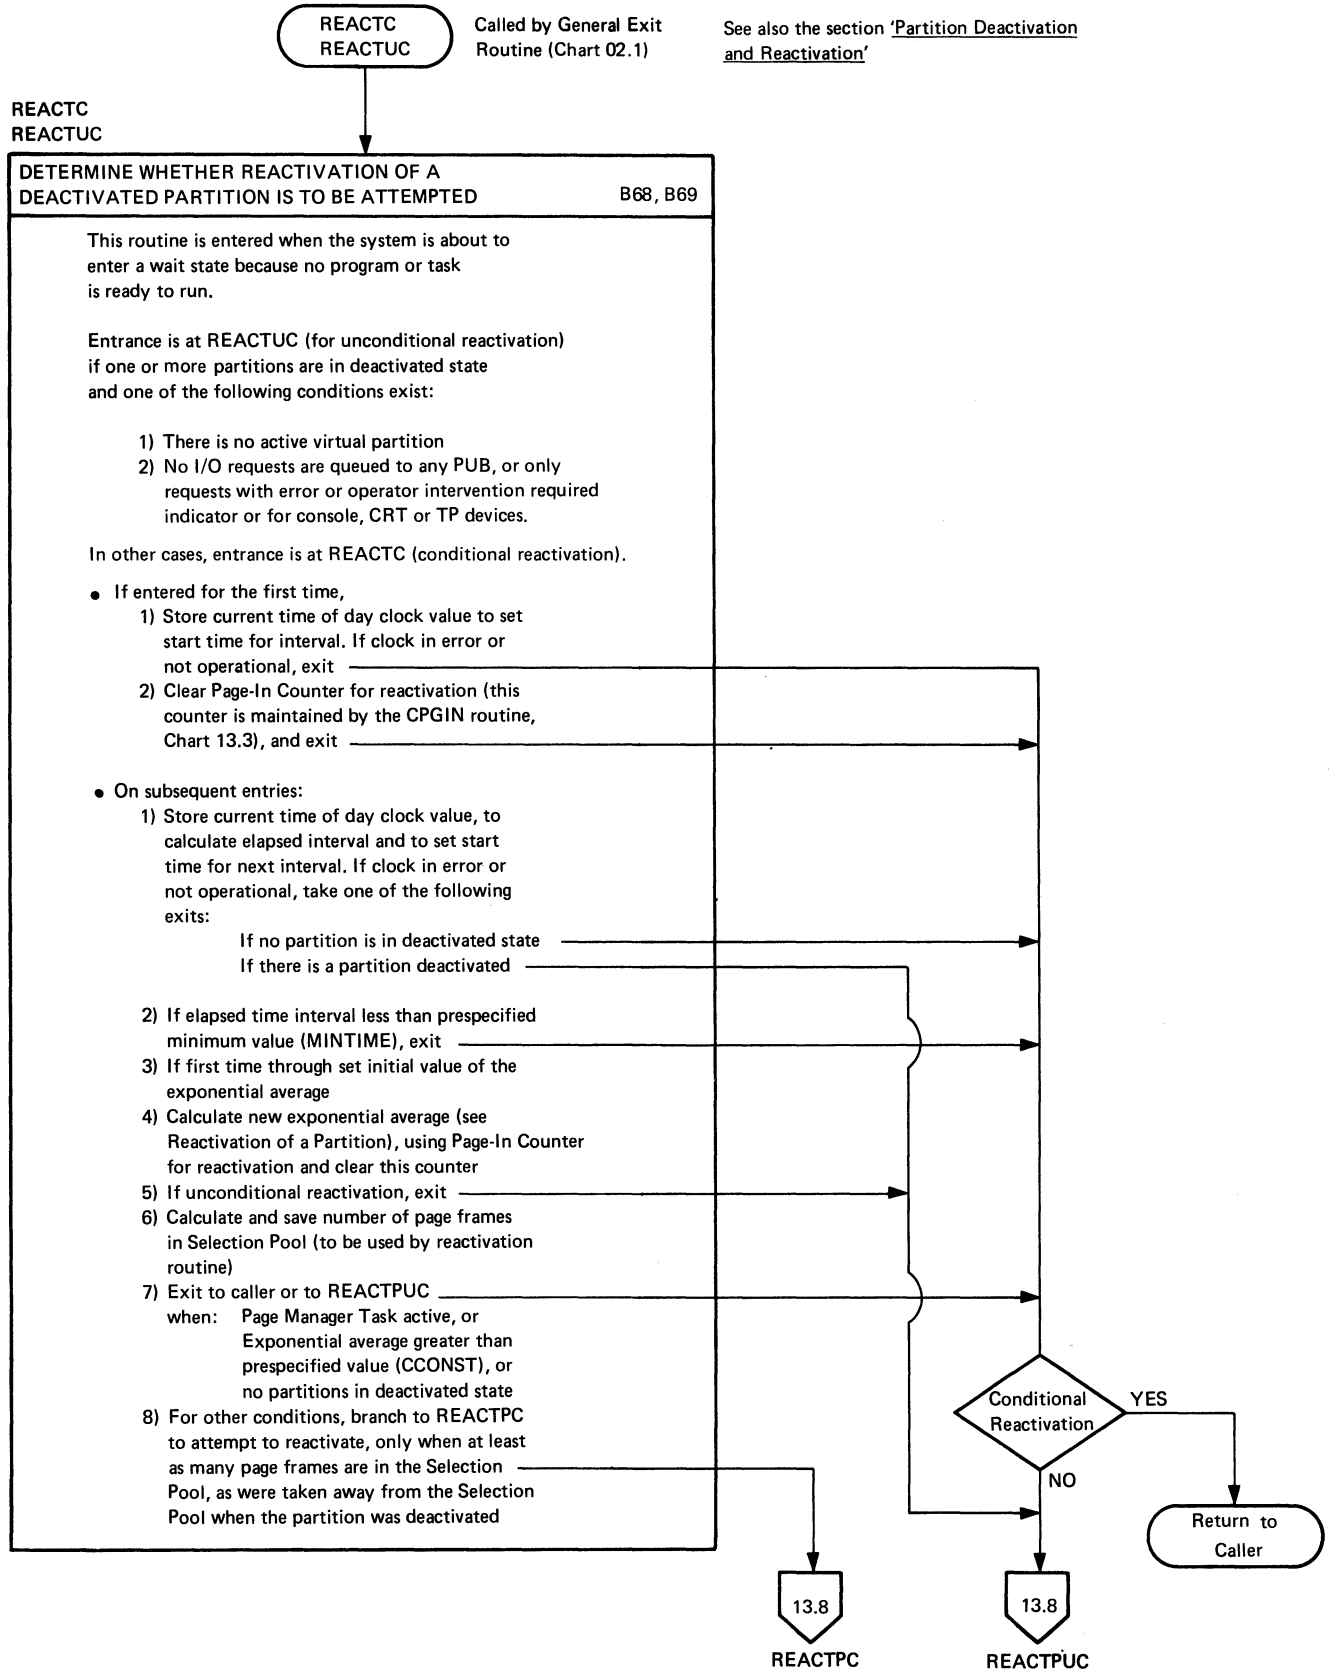 REACTC
REACTUC
Called by General Exit
Routine (Chart 02.1)
See also the section 'Partition Deactivation
and Reactivation'
REACTC
REACTUC
DETERMINE WHETHER REACTIVATION OF A
DEACTIVATED PARTITION IS TO BE ATTEMPTED B68, B69
This routine is entered when the system is about to
enter a wait state because no program or task
is ready to run.
Entrance is at REACTUC (for unconditional reactivation)
if one or more partitions are in deactivated state
and one of the following conditions exist:
1) There is no active virtual partition
2) No I/O requests are queued to any PUB, or only
requests with error or operator intervention required
indicator or for console, CRT or TP devices.
In other cases, entrance is at REACTC (conditional reactivation).
• If entered for the first time,
1) Store current time of day clock value to set
start time for interval. If clock in error or
not operational, exit
2) Clear Page-In Counter for reactivation (this
counter is maintained by the CPGIN routine,
Chart 13.3), and exit
• On subsequent entries:
1) Store current time of day clock value, to
calculate elapsed interval and to set start
time for next interval. If clock in error or
not operational, take one of the following
exits:
If no partition is in deactivated state
If there is a partition deactivated
2) If elapsed time interval less than prespecified
minimum value (MINTIME), exit
3) If first time through set initial value of the
exponential average
4) Calculate new exponential average (see
Reactivation of a Partition), using Page-In Counter
for reactivation and clear this counter
5) If unconditional reactivation, exit
6) Calculate and save number of page frames
in Selection Pool (to be used by reactivation
routine)
7) Exit to caller or to REACTPUC
when: Page Manager Task active, or
Exponential average greater than
prespecified value (CCONST), or
no partitions in deactivated state
8) For other conditions, branch to REACTPC
to attempt to reactivate, only when at least
as many page frames are in the Selection
Pool, as were taken away from the Selection
Pool when the partition was deactivated
Conditional
Reactivation
YES
NO
Return to
Caller
13.8
REACTPC
13.8
REACTPUC